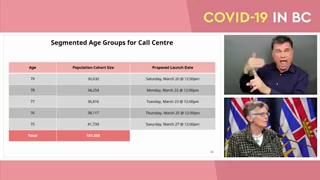 COVID-19 IN BC
Segmented Age Groups for Call Centre
Age Population Cohort Size Proposed Launch Date
79 Saturday, March 20 @ 12:00pm
78 Monday, March 22 @ 12:00pm
77 Tuesday, March 23 @ 12:00pm
76 Thursday, March 25 @ 12:00pm
75 Saturday, March 27 @ 12:00pm
Total